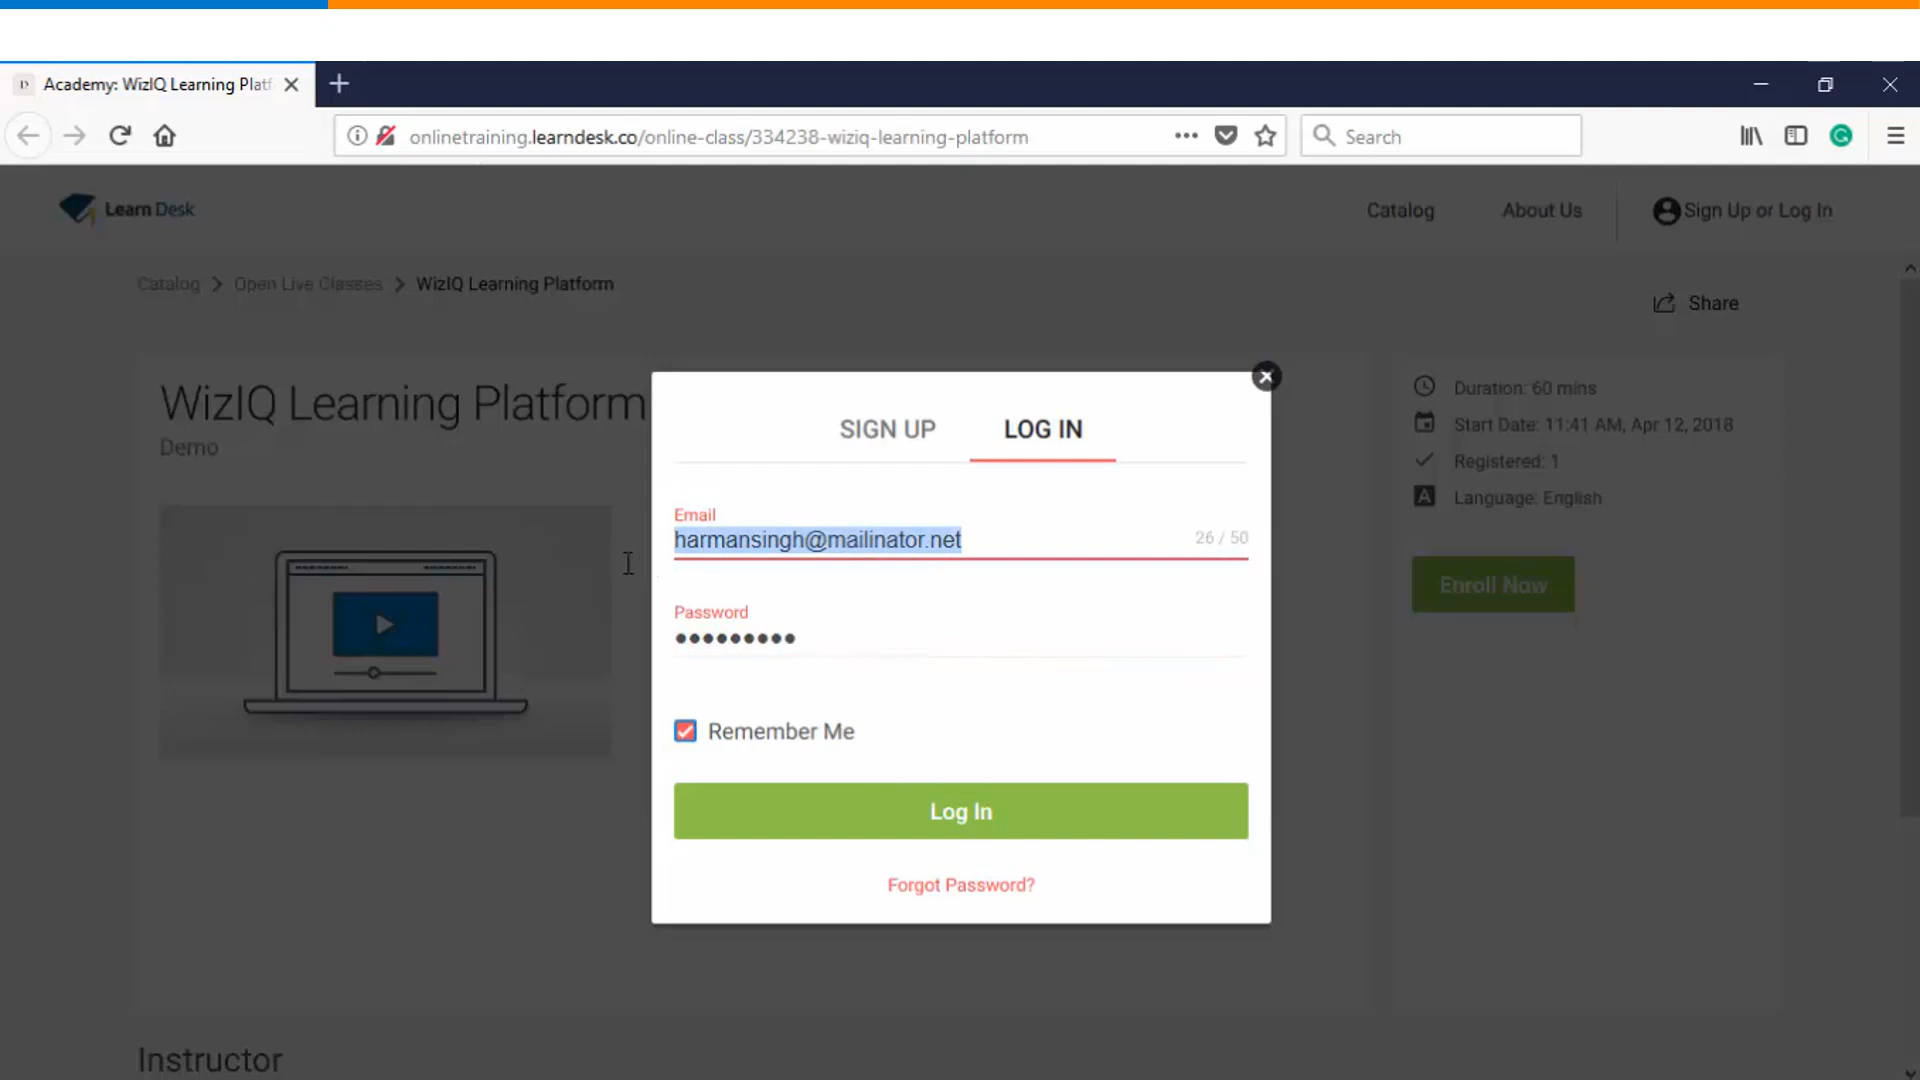 Academy: WizIQ Learning Platf
onlinetraining.learndesk.co/online-class/334238-wiziq-learning-platform
Search
Learn Desk
Catalog
About Us
Sign Up or Log In
Catalog > Open Live Classes > WizIQ Learning Platform
Share
WizIQ Learning Platform
Demo
SIGN UP
LOG IN
Email
harmansingh@mailinator.net
26 / 50
Password
Remember Me
Log In
Forgot Password?
Duration: 60 mins
Start Date: 11:41 AM, Apr 12, 2018
Registered: 1
Language: English
Enroll Now
Instructor